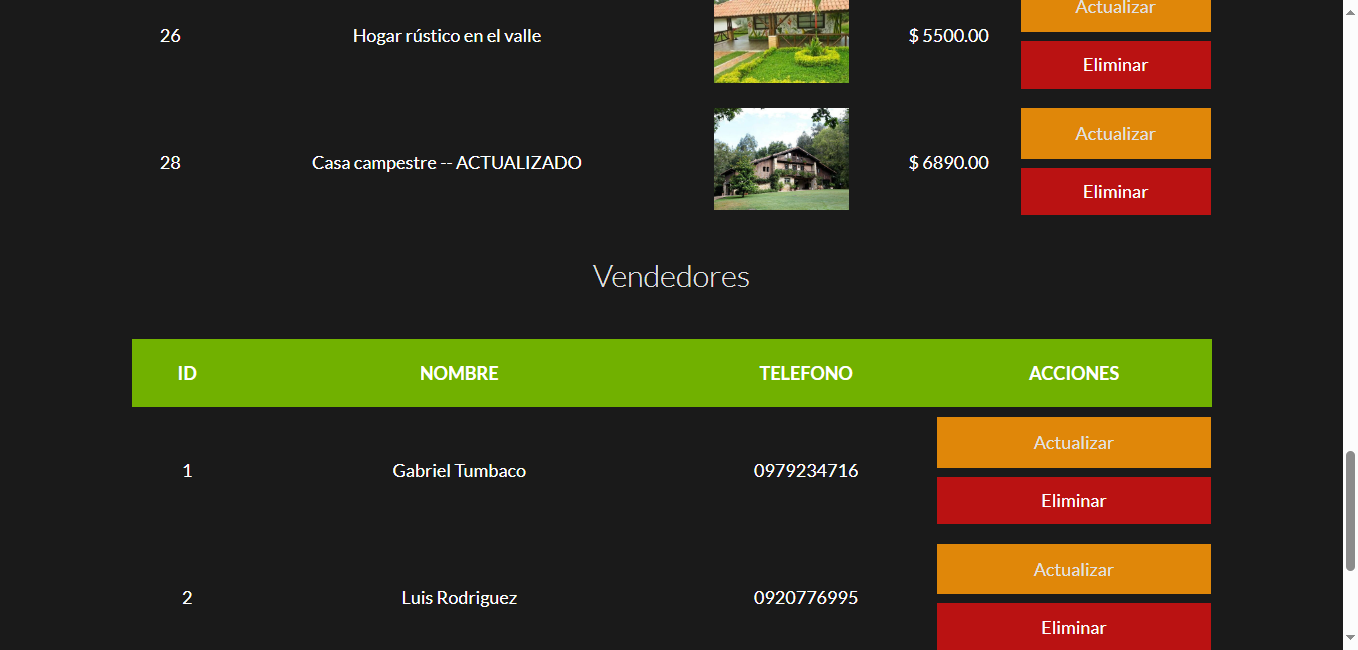 Actualizar
26 Hogar rústico en el valle $ 5500.00
Eliminar
Actualizar
28 Casa campestre -- ACTUALIZADO $ 6890.00
Eliminar
Vendedores
ID NOMBRE TELEFONO ACCIONES
Actualizar
1 Gabriel Tumbaco 0979234716
Eliminar
Actualizar
2 Luis Rodriguez 0920776995
Eliminar